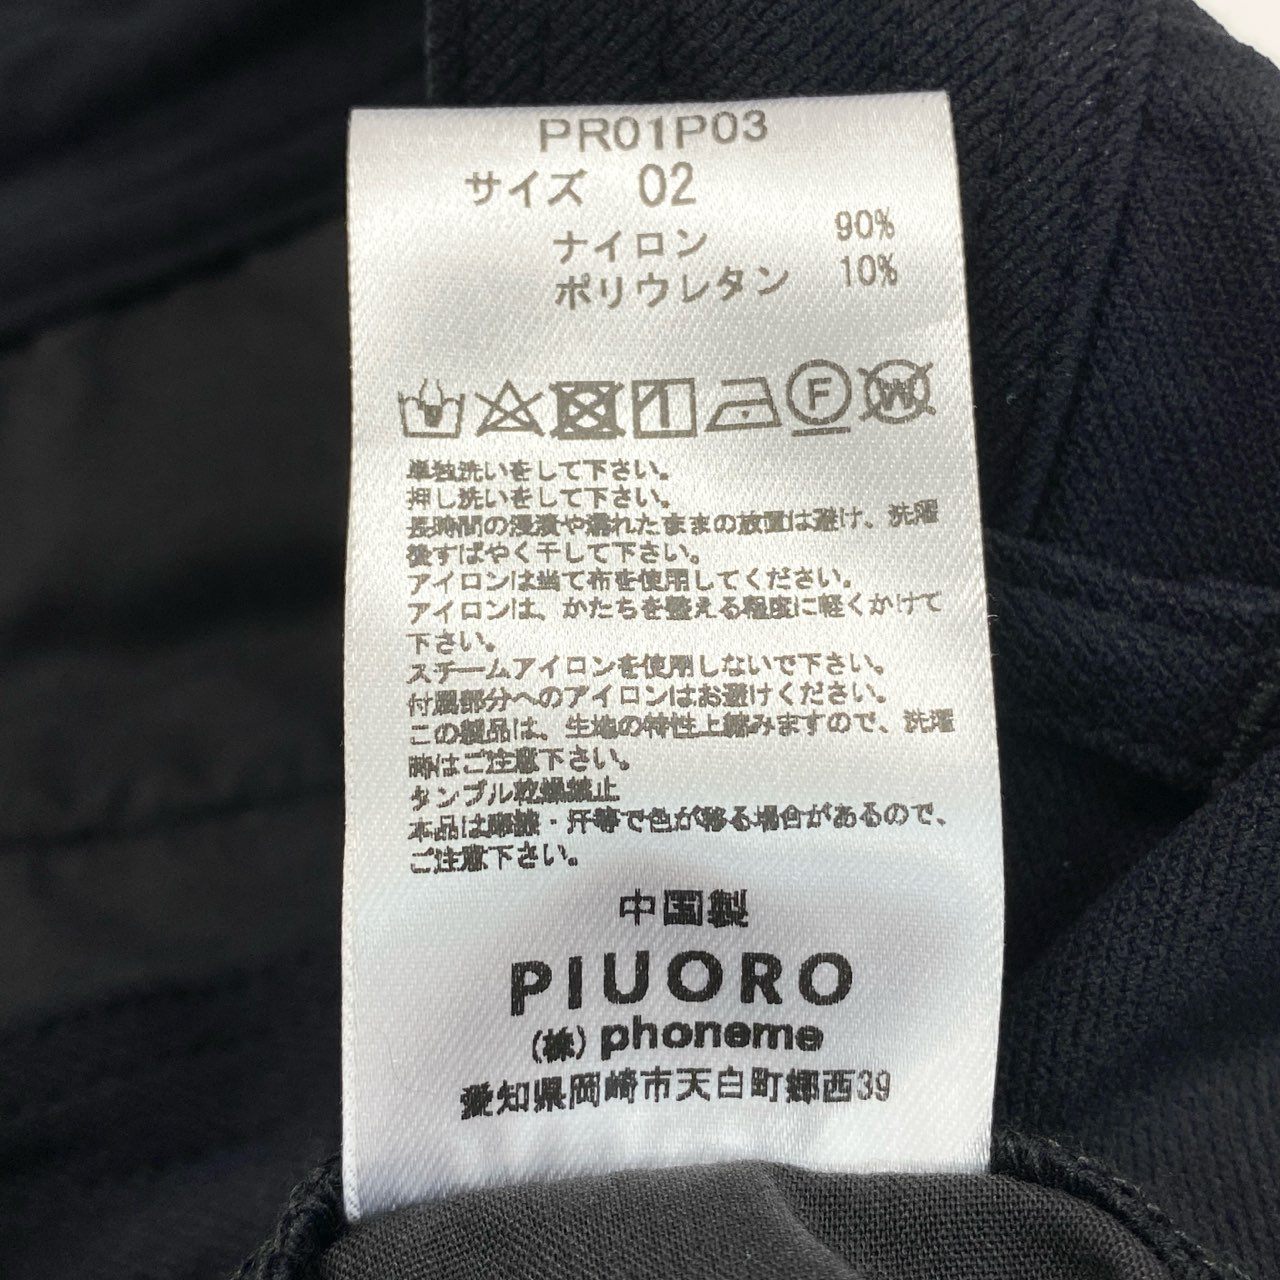 PR01P03
サイズ 02
ナイロン 90%
ポリウレタン 10%
F
W
単独洗いをして下さい。
押し洗いをして下さい。
長時間の浸漬や濡れたままの放置は避け、洗濯
後すばやく干して下さい。
アイロンは当て布を使用してください。
アイロンは、かたちを整える程度に軽くかけて
下さい。
スチームアイロンを使用しないで下さい。
付属部分へのアイロンはお避けください。
この製品は、生地の特性上縮みますので、洗濯
等はご注意下さい。
タンブル乾燥禁止
本品は摩擦・汗等で色が移る場合があるので、
ご注意下さい。
中国製
PIUORO
(株) phoneme
愛知県岡崎市天白町郷西39